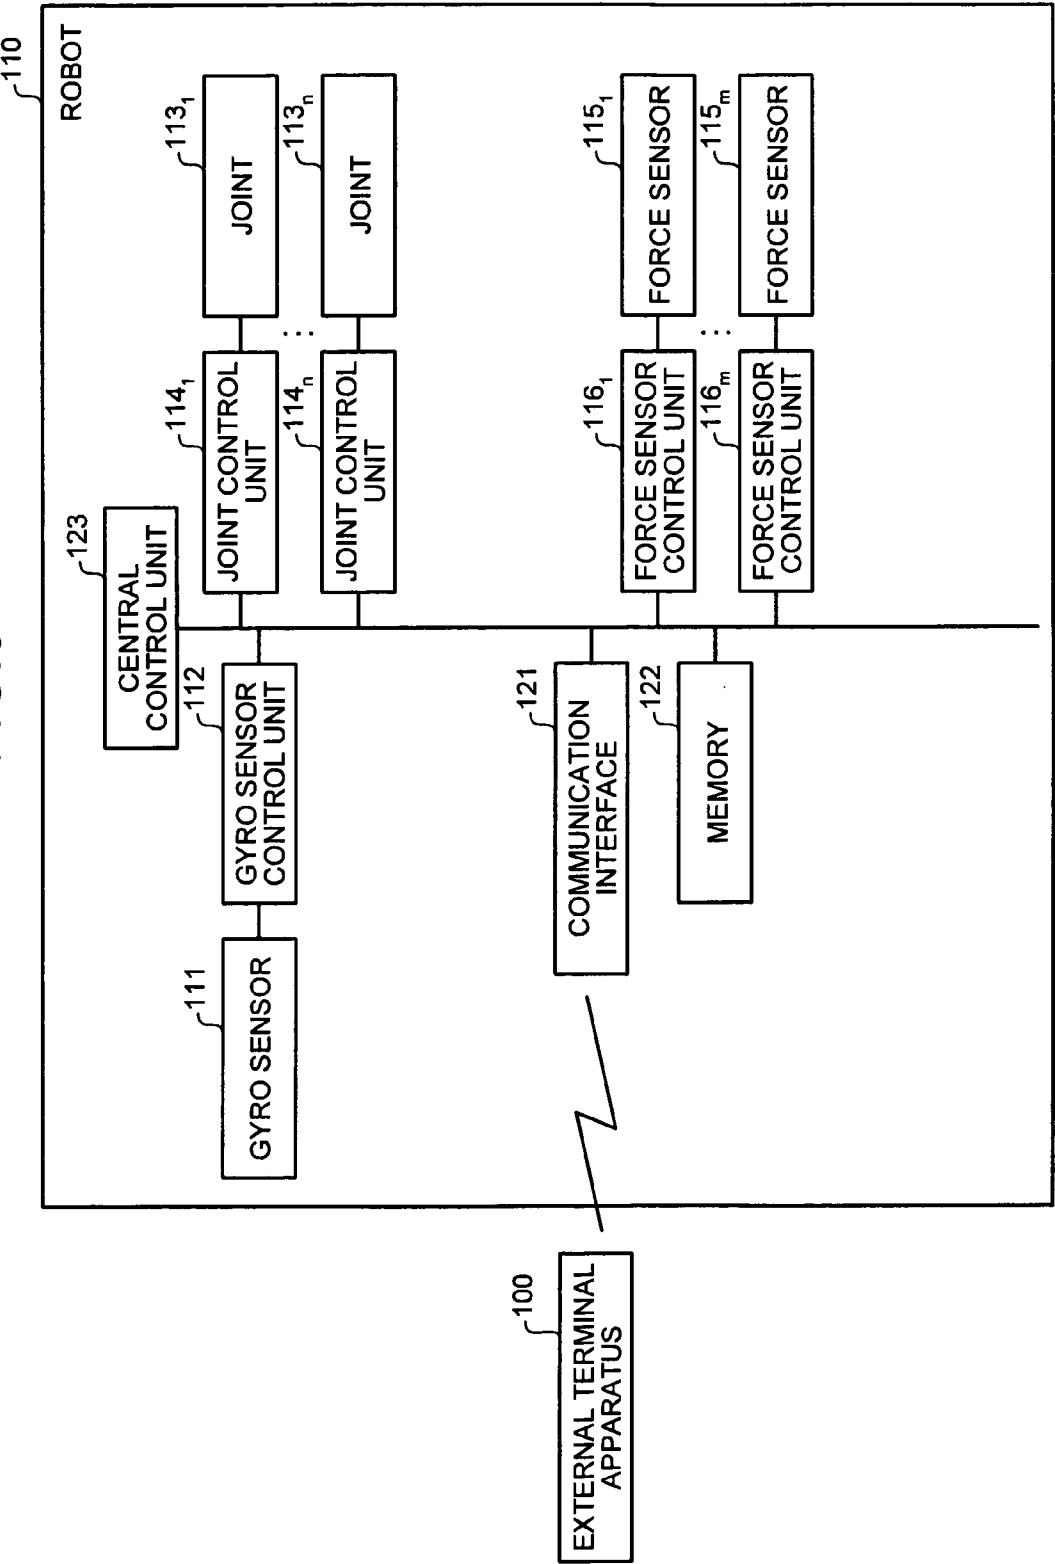 110
ROBOT
123
CENTRAL
CONTROL UNIT
111
GYRO SENSOR
112
GYRO SENSOR
CONTROL UNIT
114₁
JOINT CONTROL
UNIT
113₁
JOINT
...
114ₙ
JOINT CONTROL
UNIT
113ₙ
JOINT
100
EXTERNAL TERMINAL
APPARATUS
121
COMMUNICATION
INTERFACE
122
MEMORY
116₁
FORCE SENSOR
CONTROL UNIT
115₁
FORCE SENSOR
...
116ₘ
FORCE SENSOR
CONTROL UNIT
115ₘ
FORCE SENSOR